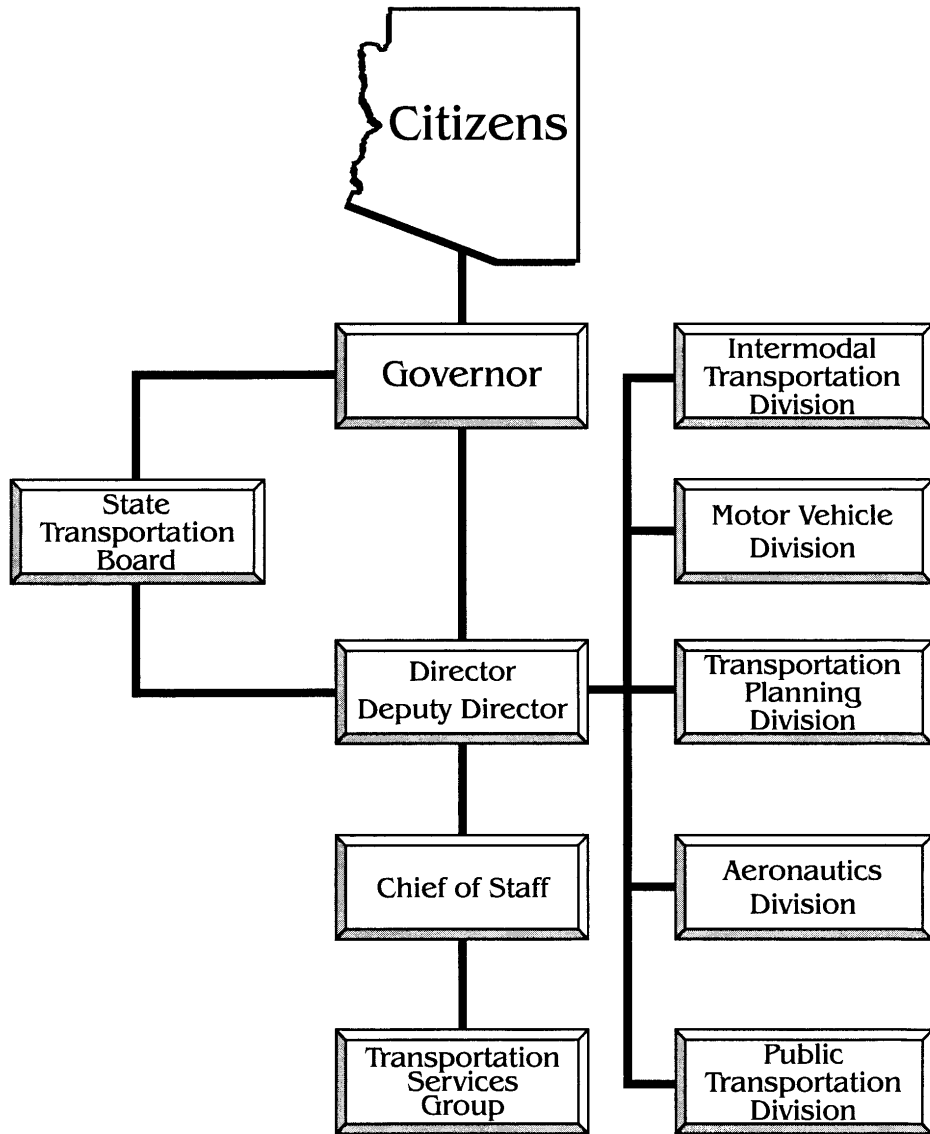 Citizens
Governor
State
Transportation
Board
Director
Deputy Director
Chief of Staff
Transportation
Services
Group
Intermodal
Transportation
Division
Motor Vehicle
Division
Transportation
Planning
Division
Aeronautics
Division
Public
Transportation
Division